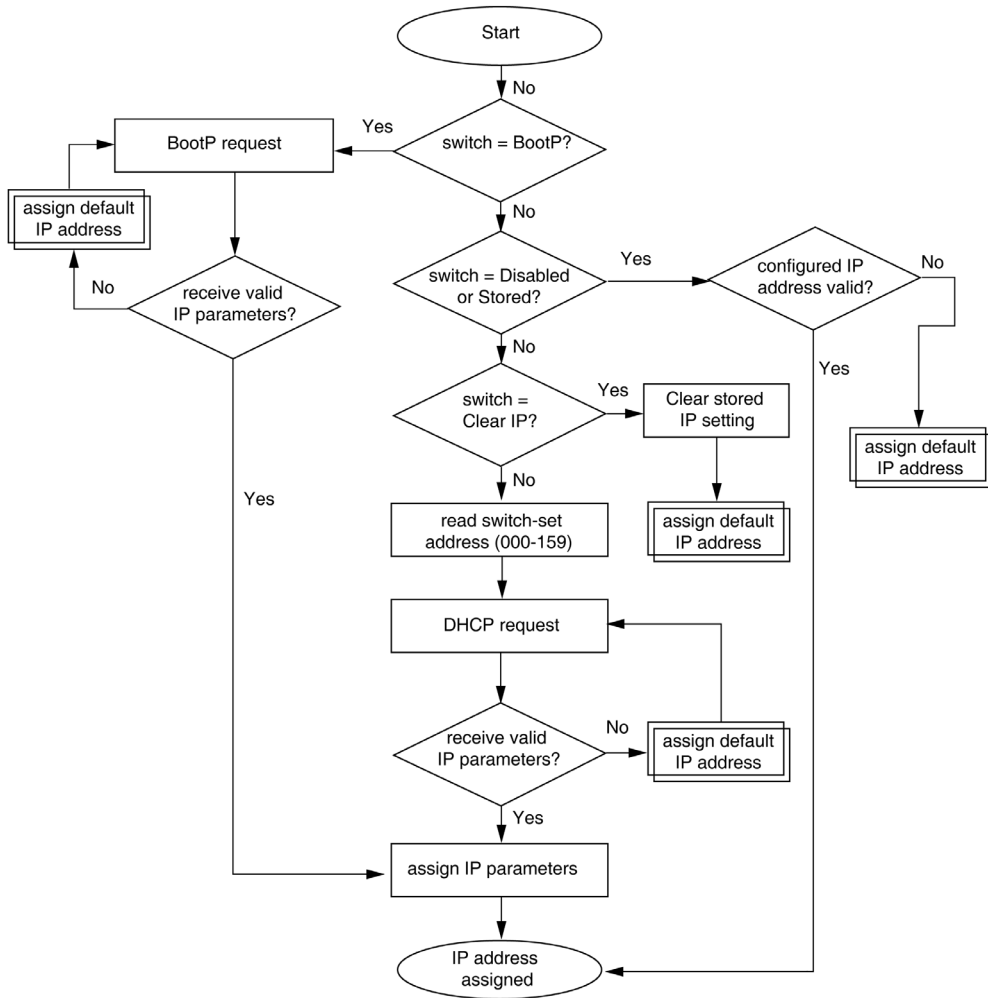 Start
No
switch = BootP?
Yes
BootP request
assign default
IP address
No
receive valid
IP parameters?
Yes
No
switch = Disabled
or Stored?
Yes
configured IP
address valid?
No
assign default
IP address
Yes
No
switch =
Clear IP?
Yes
Clear stored
IP setting
assign default
IP address
No
read switch-set
address (000-159)
DHCP request
receive valid
IP parameters?
No
assign default
IP address
Yes
assign IP parameters
IP address
assigned